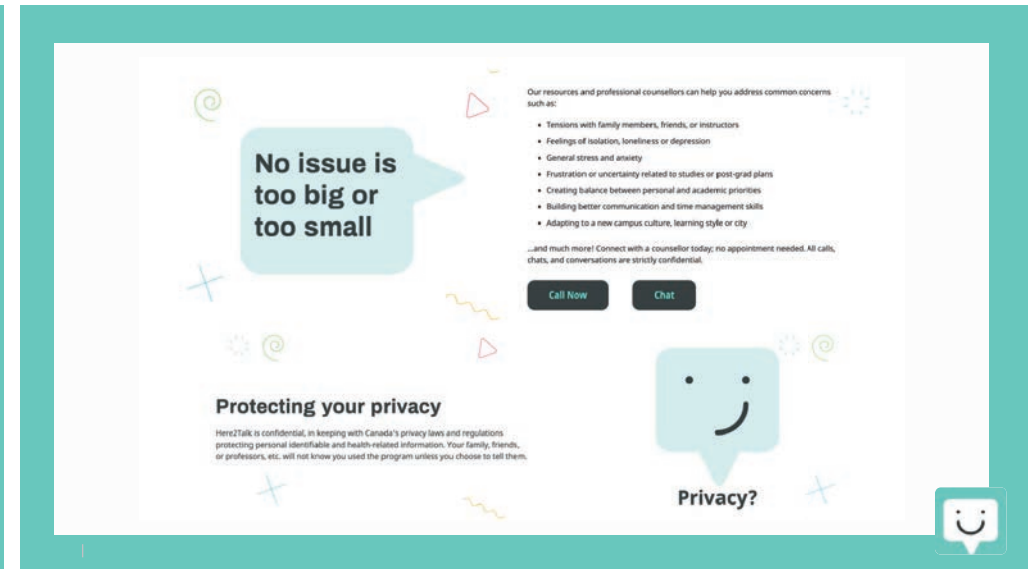 No issue is
too big or
too small
Our resources and professional counsellors can help you address common concerns
such as:
• Tensions with family members, friends, or instructors
• Feelings of isolation, loneliness or depression
• General stress and anxiety
• Frustration or uncertainty related to studies or post-grad plans
• Creating balance between personal and academic priorities
• Building better communication and time management skills
• Adapting to a new campus culture, learning style or city
...and much more! Connect with a counsellor today; no appointment needed. All calls,
chats, and conversations are strictly confidential.
Call Now
Chat
Protecting your privacy
Here2Talk is confidential, in keeping with Canada's privacy laws and regulations
protecting personal identifiable and health-related information. Your family, friends,
or professors, etc. will not know you used the program unless you choose to tell them.
Privacy?